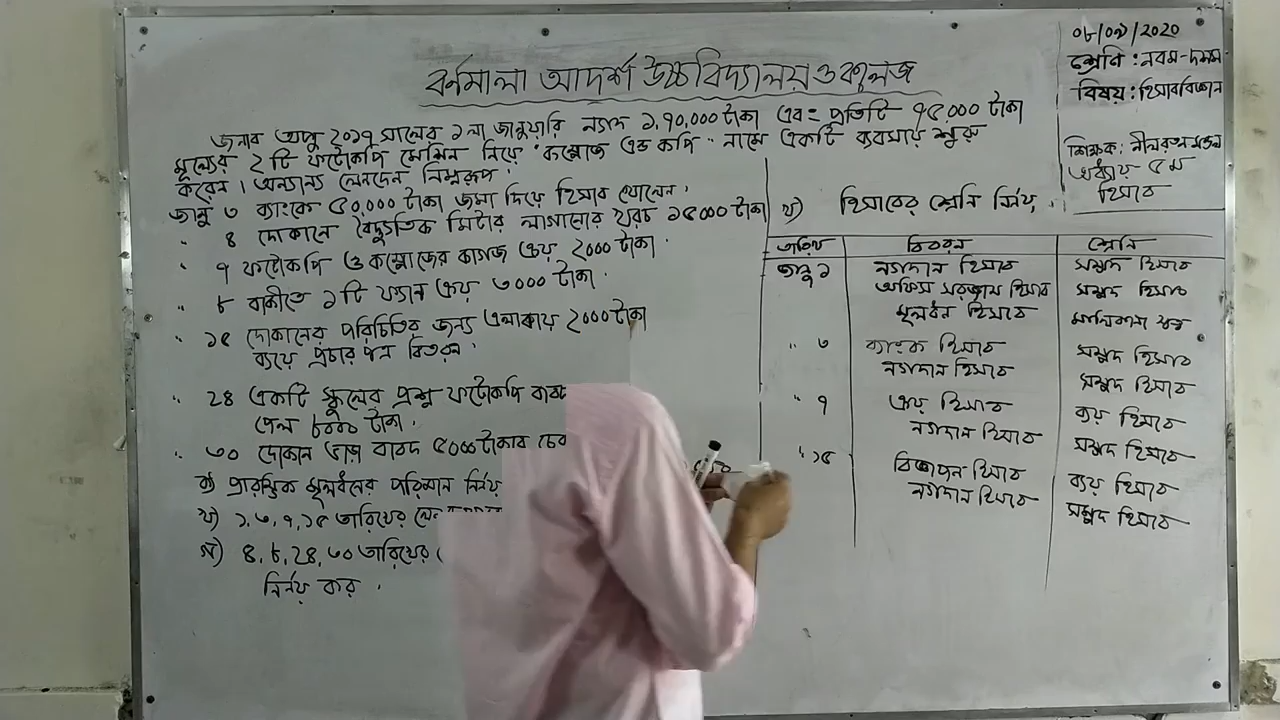 বর্ণমালা আদর্শ উচ্চ বিদ্যালয় ও কলেজ
০৮/০৯/২০২০
শ্রেণি : নবম-দশম
বিষয় : হিসাববিজ্ঞান
শিক্ষক : নীলরতন মন্ডল
অধ্যায় ৫ম
হিসাব
জনাব অপু ২০১৭ সালের ১লা জানুয়ারি নগদ ১,৭০,০০০ টাকা এবং প্রতিটি ৭৫০০০ টাকা
মূল্যের ২টি ফটোকপি মেশিন নিয়ে "কম্পোজ এন্ড কপি" নামে একটি ব্যবসায় শুরু
করেন। অন্যান্য লেনদেন নিম্নরূপ :
জানু ৩ ব্যাংকে ৫০,০০০ টাকা জমা দিয়ে হিসাব খোলেন।
" ৪ দোকানে বৈদ্যুতিক মিটার লাগানোর খরচ ১৫০০০ টাকা
" ৭ ফটোকপি ও কম্পোজের কাগজ ক্রয় ২০০০ টাকা।
" ৮ বাকীতে ১টি ফ্যান ক্রয় ৩০০০ টাকা।
" ১৫ দোকানের পরিচিতির জন্য এলাকায় ২০০০ টাকা
ব্যয়ে প্রচার পত্র বিতরণ।
" ২৪ একটি স্কুলের প্রশ্ন ফটোকপি বাবদ
পেল ৮০০০ টাকা।
" ৩০ দোকান ভাড়া বাবদ ৫০০০ টাকার চেক
ক) প্রারম্ভিক মূলধনের পরিমান নির্ণয়
খ) ১,৩,৭,১৫ তারিখের
গ) ৪,৮,২৪,৩০ তারিখের
নির্ণয় কর।
খ) হিসাবের শ্রেনি নির্ণয়।
তারিখ বিবরন শ্রেনি
জানু ১ নগদান হিসাব সম্পদ হিসাব
অফিস সরঞ্জাম হিসাব সম্পদ হিসাব
মূলধন হিসাব মালিকানা স্বত্ব
" ৩ ব্যাংক হিসাব সম্পদ হিসাব
নগদান হিসাব সম্পদ হিসাব
" ৭ ক্রয় হিসাব ব্যয় হিসাব
নগদান হিসাব সম্পদ হিসাব
" ১৫ বিজ্ঞাপন হিসাব ব্যয় হিসাব
নগদান হিসাব সম্পদ হিসাব